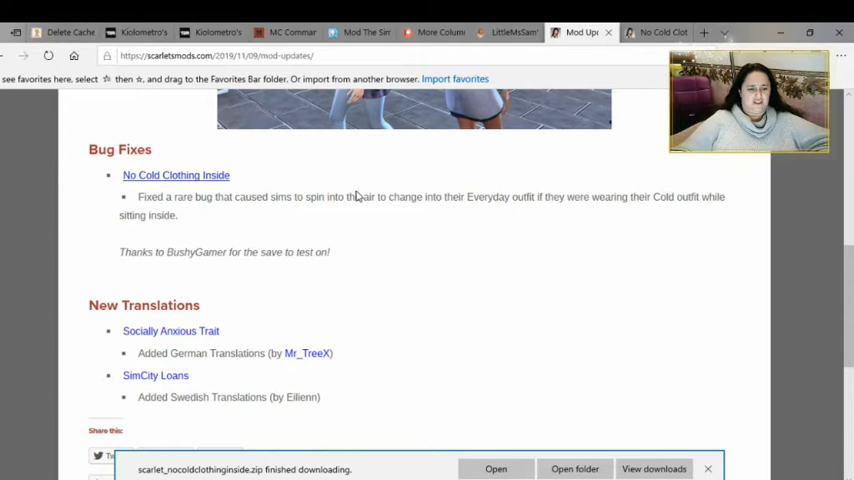 Delete Cache
Kiolometro's
Kiolometro's
MC Commar
Mod The Sim
More Colum
LittleMsSam'
Mod Upd
No Cold Clot
https://scarletsmods.com/2019/11/09/mod-updates/
see favorites here, select ☆ then ☆, and drag to the Favorites Bar folder. Or import from another browser. Import favorites
Bug Fixes
No Cold Clothing Inside
Fixed a rare bug that caused sims to spin into the air to change into their Everyday outfit if they were wearing their Cold outfit while
sitting inside.
Thanks to BushyGamer for the save to test on!
New Translations
Socially Anxious Trait
Added German Translations (by Mr_TreeX)
SimCity Loans
Added Swedish Translations (by Eilienn)
Share this:
scarlet_nocoldclothinginside.zip finished downloading.
Open
Open folder
View downloads